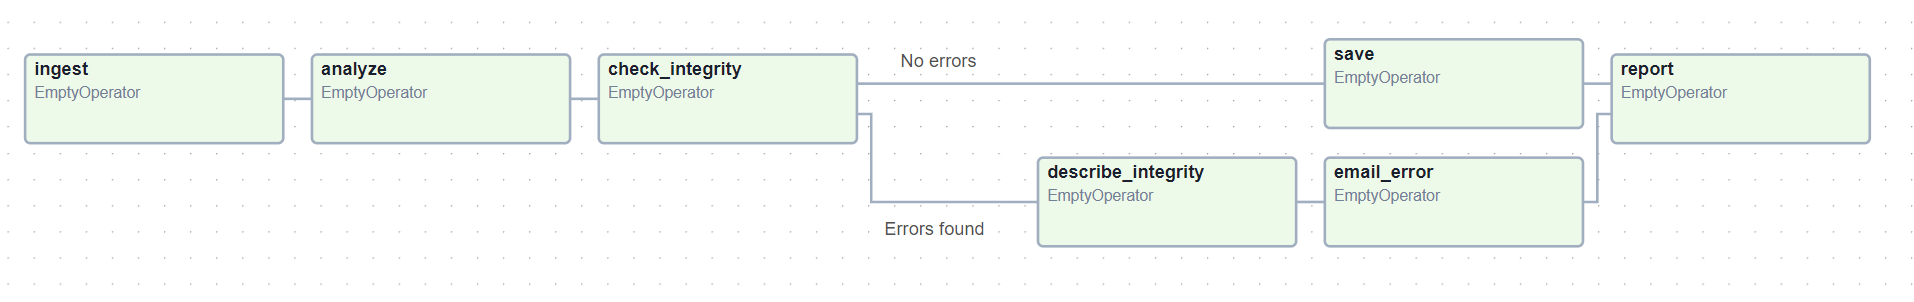 ingest
EmptyOperator
analyze
EmptyOperator
check_integrity
EmptyOperator
No errors
Errors found
save
EmptyOperator
describe_integrity
EmptyOperator
email_error
EmptyOperator
report
EmptyOperator